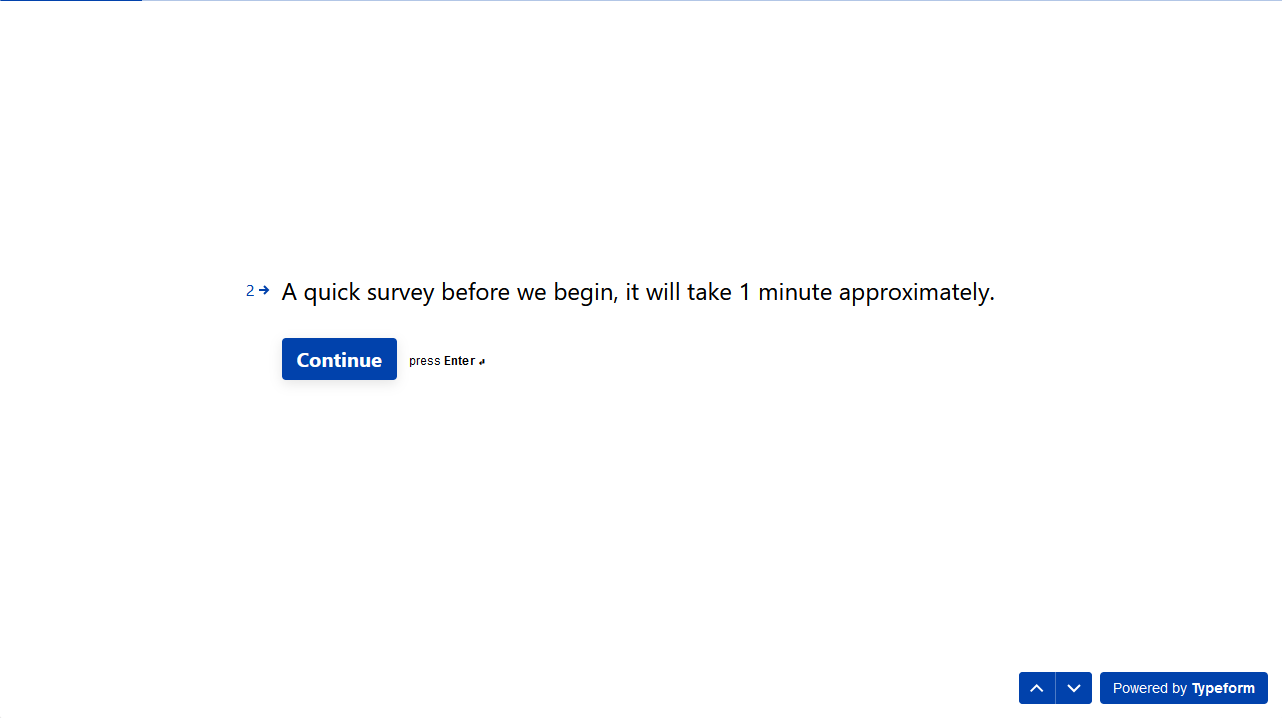 2 A quick survey before we begin, it will take 1 minute approximately.
Continue press Enter
Powered by Typeform